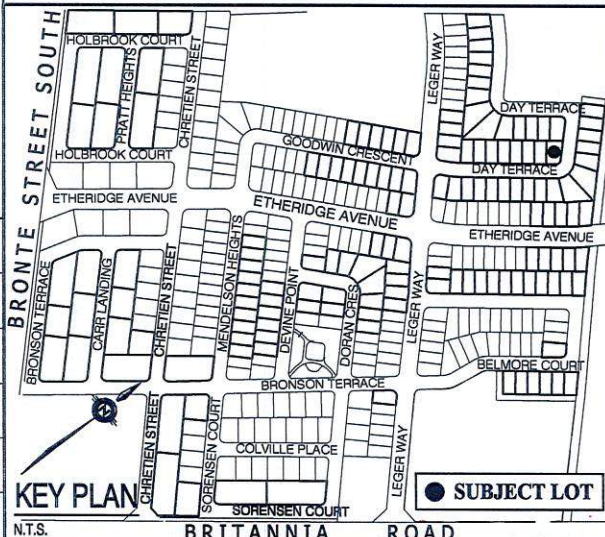 HOLBROOK COURT
BRONTE STREET SOUTH
PRATT HEIGHTS
CHRETIEN STREET
LEGER WAY
DAY TERRACE
GOODWIN CRESCENT
HOLBROOK COURT
DAY TERRACE
ETHERIDGE AVENUE
ETHERIDGE AVENUE
ETHERIDGE AVENUE
BRONSON TERRACE
CARR LANDING
CHRETIEN STREET
MENDELSON HEIGHTS
DEVINE POINT
DORAN CRES
LEGER WAY
BELMORE COURT
BRONSON TERRACE
N
CHRETIEN STREET
SORENSEN COURT
COLVILLE PLACE
LEGER WAY
KEY PLAN
SUBJECT LOT
SORENSEN COURT
N.T.S.
BRITANNIA ROAD